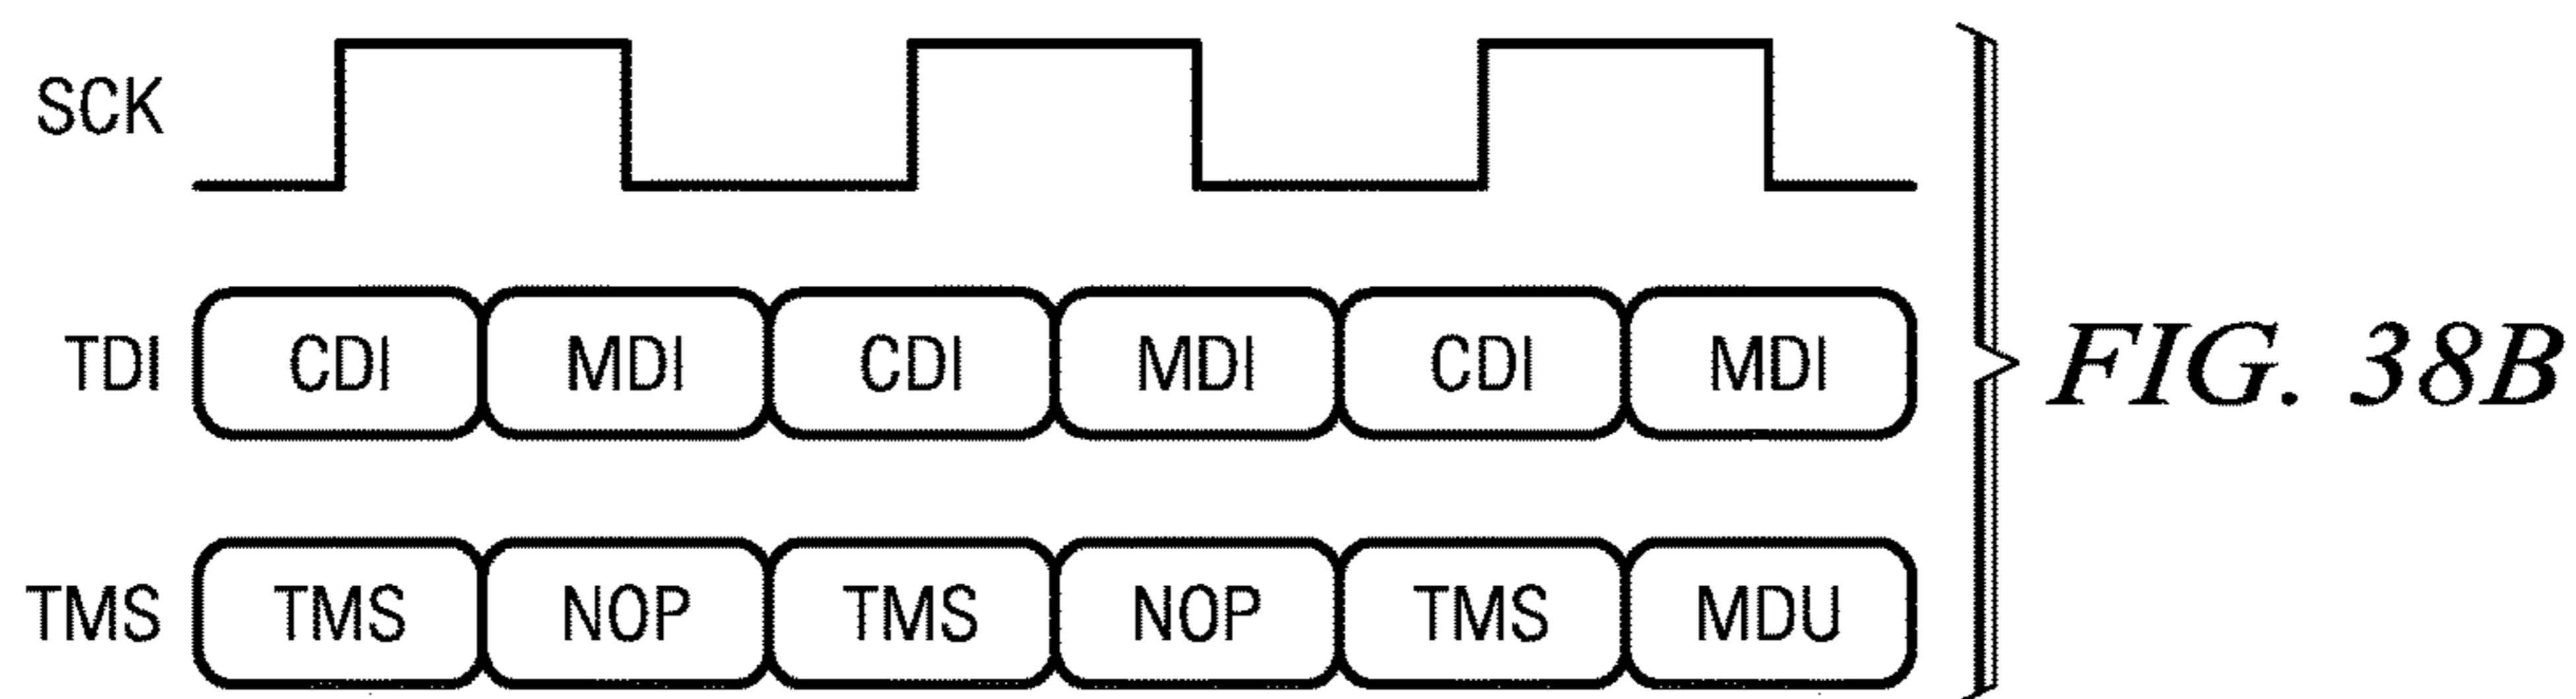 SCK
TDI CDI MDI CDI MDI CDI MDI
TMS TMS NOP TMS NOP TMS MDU
FIG. 38B